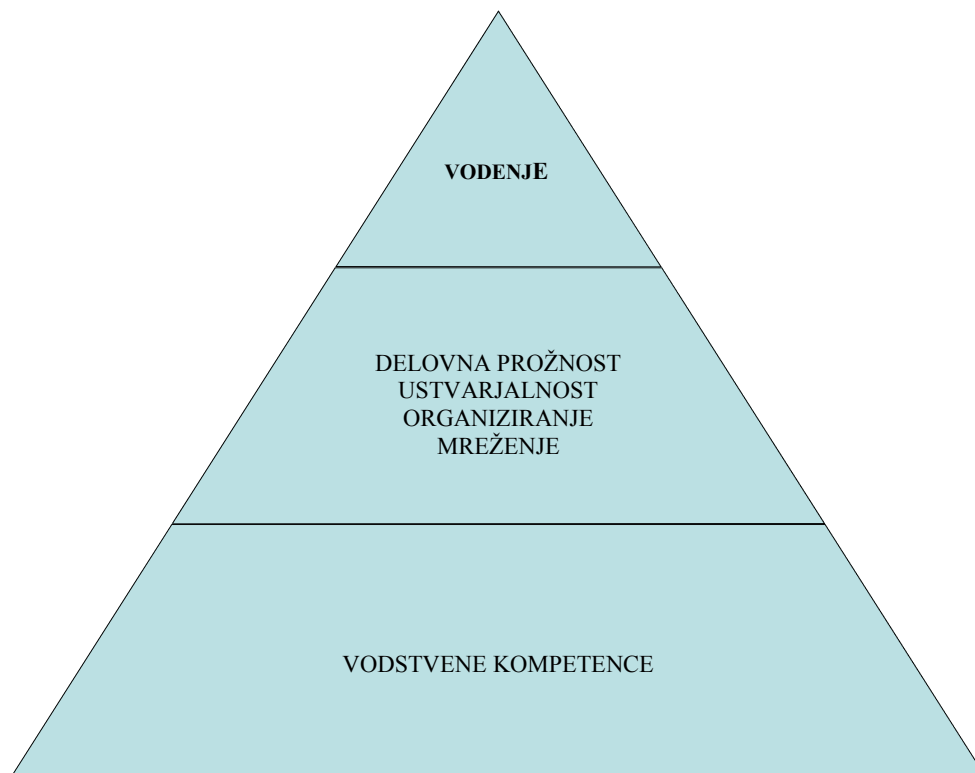 VODENJE
DELOVNA PROŽNOST
USTVARJALNOST
ORGANIZIRANJE
MREŽENJE
VODSTVENE KOMPETENCE